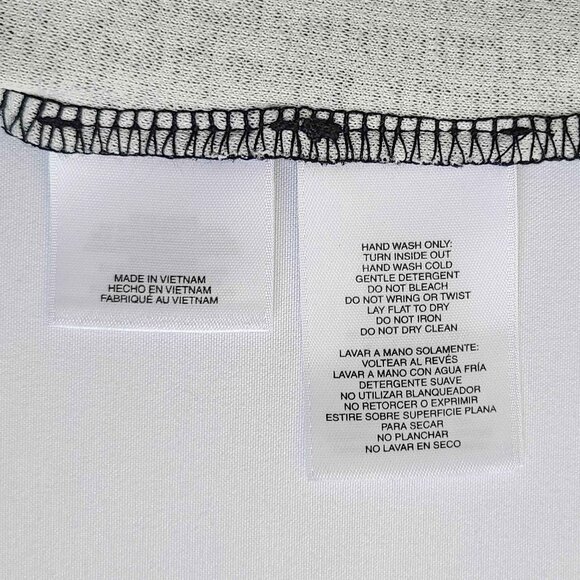 MADE IN VIETNAM
HECHO EN VIETNAM
FABRIQUÉ AU VIETNAM
HAND WASH ONLY:
TURN INSIDE OUT
HAND WASH COLD
GENTLE DETERGENT
DO NOT BLEACH
DO NOT WRING OR TWIST
LAY FLAT TO DRY
DO NOT IRON
DO NOT DRY CLEAN
LAVAR A MANO SOLAMENTE:
VOLTEAR AL REVÉS
LAVAR A MANO CON AGUA FRÍA
DETERGENTE SUAVE
NO UTILIZAR BLANQUEADOR
NO RETORCER O EXPRIMIR
ESTIRE SOBRE SUPERFICIE PLANA
PARA SECAR
NO PLANCHAR
NO LAVAR EN SECO